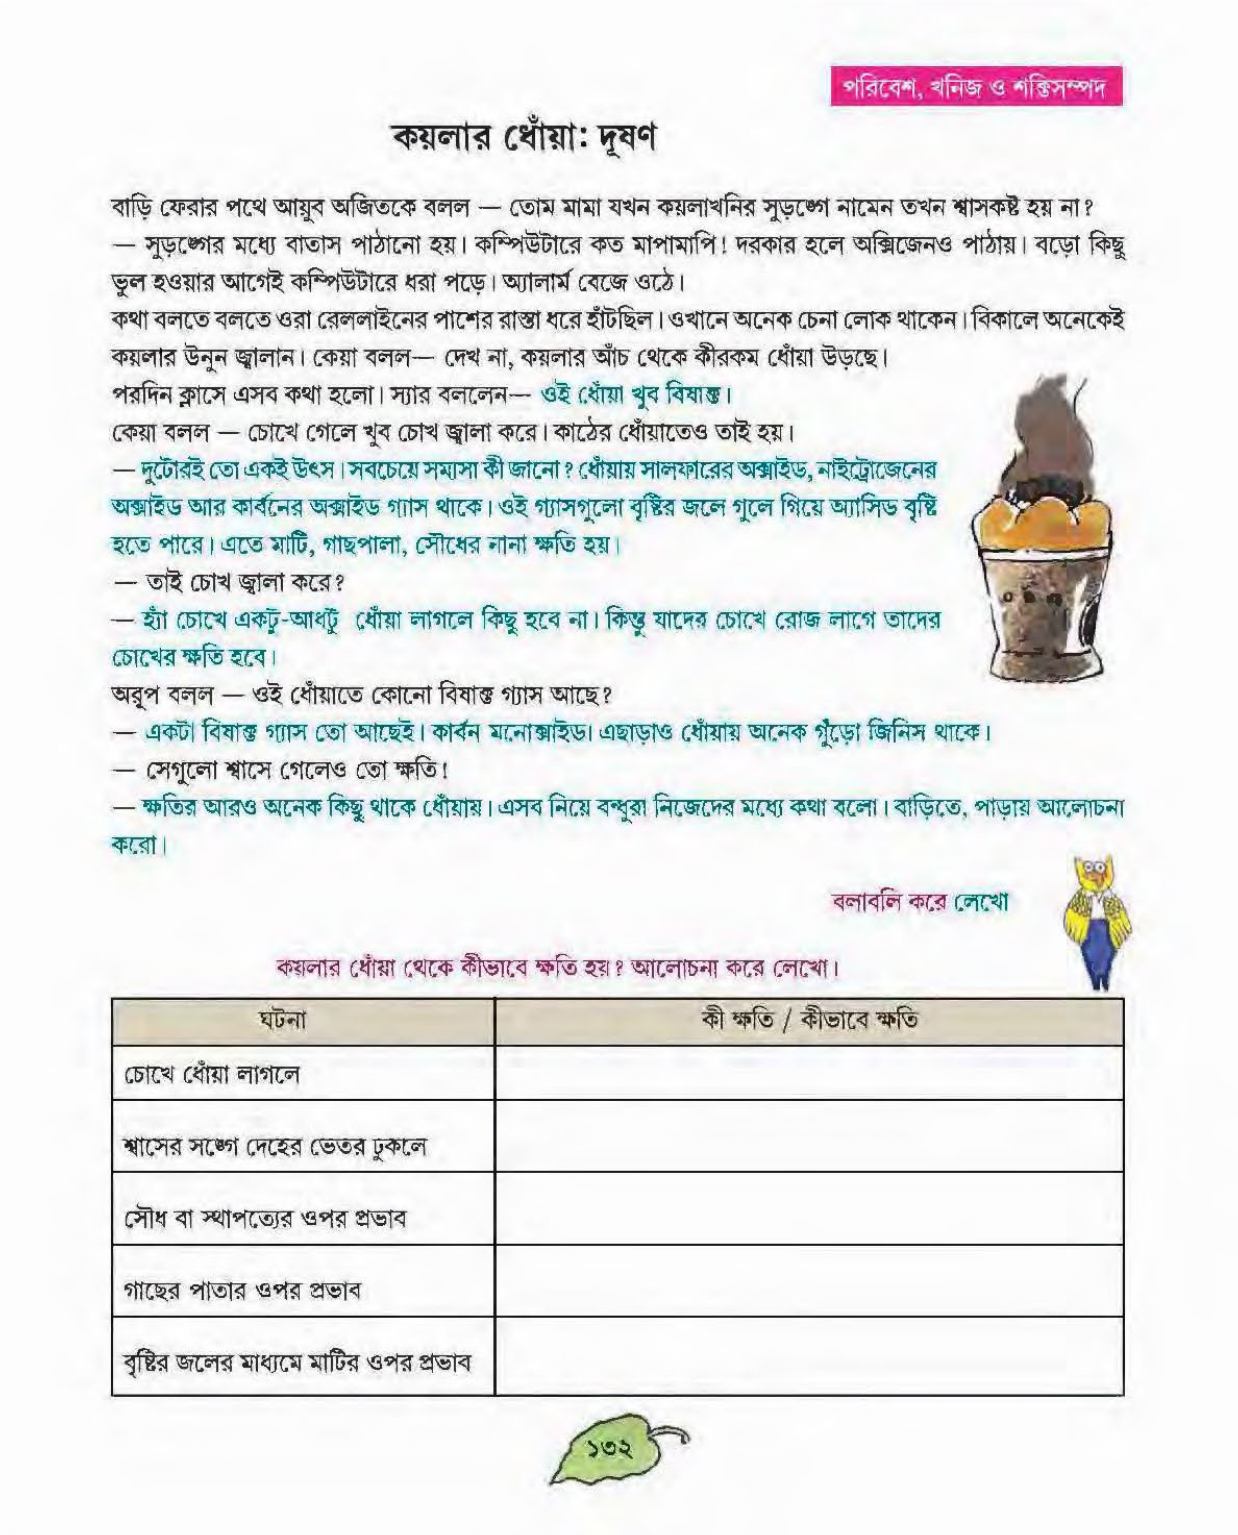 পরিবেশ, খনিজ ও শক্তিসম্পদ
কয়লার ধোঁয়া: দূষণ
বাড়ি ফেরার পথে আয়ুব অজিতকে বলল — তোম মামা যখন কয়লাখনির সুড়ঙ্গে নামেন তখন শ্বাসকষ্ট হয় না?
— সুড়ঙ্গের মধ্যে বাতাস পাঠানো হয়। কম্পিউটারে কত মাপামাপি! দরকার হলে অক্সিজেনও পাঠায়। বড়ো কিছু
ভুল হওয়ার আগেই কম্পিউটারে ধরা পড়ে। অ্যালার্ম বেজে ওঠে।
কথা বলতে বলতে ওরা রেললাইনের পাশের রাস্তা ধরে হাঁটছিল। ওখানে অনেক চেনা লোক থাকেন। বিকালে অনেকেই
কয়লার উনুন জ্বালান। কেয়া বলল— দেখ না, কয়লার আঁচ থেকে কীরকম ধোঁয়া উড়ছে।
পরদিন ক্লাসে এসব কথা হলো। স্যার বললেন— ওই ধোঁয়া খুব বিষাক্ত।
কেয়া বলল — চোখে গেলে খুব চোখ জ্বালা করে। কাঠের ধোঁয়াতেও তাই হয়।
— দুটোরই তো একই উৎস। সবচেয়ে সমস্যা কী জানো? ধোঁয়ায় সালফারের অক্সাইড, নাইট্রোজেনের
অক্সাইড আর কার্বনের অক্সাইড গ্যাস থাকে। ওই গ্যাসগুলো বৃষ্টির জলে গুলে গিয়ে অ্যাসিড বৃষ্টি
হতে পারে। এতে মাটি, গাছপালা, সৌধের নানা ক্ষতি হয়।
— তাই চোখ জ্বালা করে?
— হ্যাঁ চোখে একটু-আধটু ধোঁয়া লাগলে কিছু হবে না। কিন্তু যাদের চোখে রোজ লাগে তাদের
চোখের ক্ষতি হবে।
অরূপ বলল — ওই ধোঁয়াতে কোনো বিষাক্ত গ্যাস আছে?
— একটা বিষাক্ত গ্যাস তো আছেই। কার্বন মনোক্সাইড। এছাড়াও ধোঁয়ায় অনেক গুঁড়ো জিনিস থাকে।
— সেগুলো শ্বাসে গেলেও তো ক্ষতি!
— ক্ষতির আরও অনেক কিছু থাকে ধোঁয়ায়। এসব নিয়ে বন্ধুরা নিজেদের মধ্যে কথা বলো। বাড়িতে, পাড়ায় আলোচনা
করো।
বলাবলি করে লেখো
কয়লার ধোঁয়া থেকে কীভাবে ক্ষতি হয়? আলোচনা করে লেখো।
ঘটনা
কী ক্ষতি / কীভাবে ক্ষতি
চোখে ধোঁয়া লাগলে
শ্বাসের সঙ্গে দেহের ভেতর ঢুকলে
সৌধ বা স্থাপত্যের ওপর প্রভাব
গাছের পাতার ওপর প্রভাব
বৃষ্টির জলের মাধ্যমে মাটির ওপর প্রভাব
১৩২